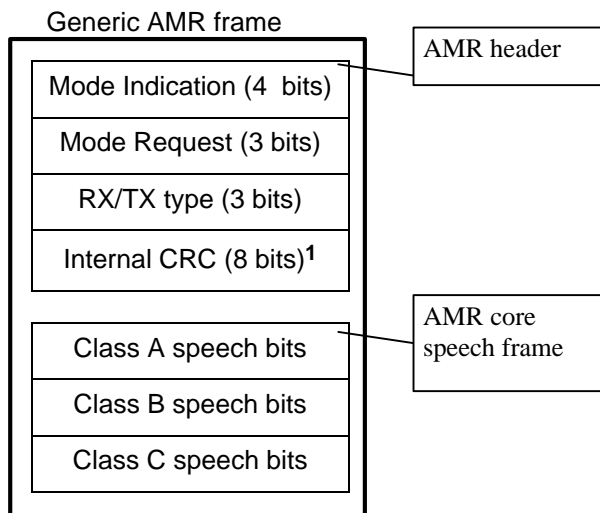 Generic AMR frame
AMR header
Mode Indication (4 bits)
Mode Request (3 bits)
RX/TX type (3 bits)
Internal CRC (8 bits)1
AMR core
speech frame
Class A speech bits
Class B speech bits
Class C speech bits